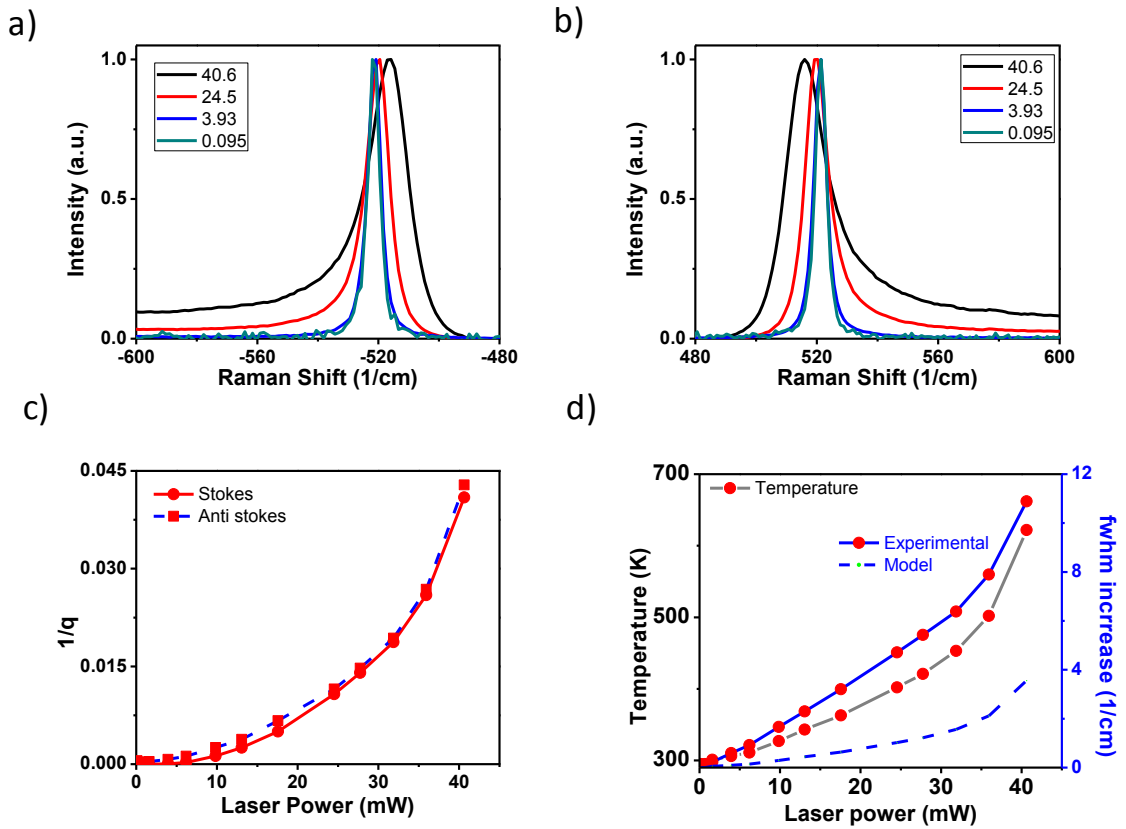 a)
1.0
0.5
0.0
Intensity (a.u.)
40.6
24.5
3.93
0.095
-600
-560
-520
-480
Raman Shift (1/cm)
b)
1.0
0.5
0.0
Intensity (a.u.)
40.6
24.5
3.93
0.095
480
520
560
600
Raman Shift (1/cm)
c)
0.045
0.030
0.015
0.000
1/q
Stokes
Anti stokes
0
10
20
30
40
Laser Power (mW)
d)
700
500
300
Temperature (K)
Temperature
Experimental
Model
12
8
4
0
fwhm incrrease (1/cm)
0
10
20
30
40
Laser power (mW)